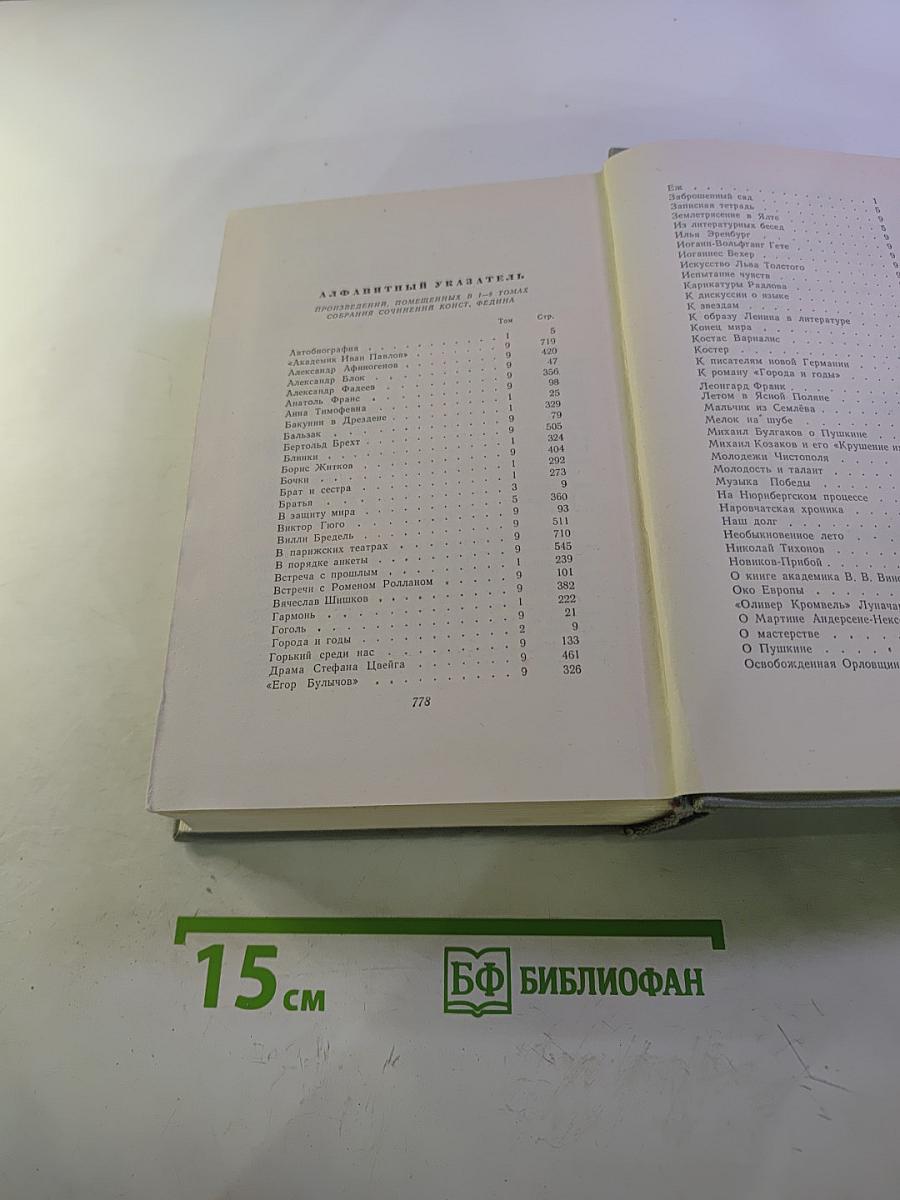 АЛФАВИТНЫЙ УКАЗАТЕЛЬ
ПРОИЗВЕДЕНИЙ, ПОМЕЩЕННЫХ В 1—9 ТОМАХ
СОБРАНИЯ СОЧИНЕНИЙ КОНСТ. ФЕДИНА
Том Стр.
Автобиография . . . . . . . . . . 1 5
«Академик Иван Павлов» . . . . . . 9 719
Александр Афиногенов . . . . . . 9 420
Александр Блок . . . . . . . . 9 47
Александр Фадеев . . . . . . . 9 356
Анатоль Франс . . . . . . . . 9 98
Анна Тимофевна . . . . . . . . 1 25
Бакунин в Дрездене . . . . . . . 1 329
Бальзак . . . . . . . . . . 9 79
Бертольд Брехт . . . . . . . . 9 505
Блинки . . . . . . . . . . 1 324
Борис Житков . . . . . . . . 9 404
Бочки . . . . . . . . . . 1 292
Брат и сестра . . . . . . . . 1 273
Братья . . . . . . . . . . 3 9
В защиту мира . . . . . . . . 5 360
Виктор Гюго . . . . . . . . 9 93
Вилли Бредель . . . . . . . . 9 511
В парижских театрах . . . . . . 9 710
В порядке анкеты . . . . . . . 9 545
Встреча с прошлым . . . . . . . 1 239
Встречи с Роменом Ролланом . . . . 9 101
Вячеслав Шишков . . . . . . . 9 382
Гармонь . . . . . . . . . . 1 222
Гоголь . . . . . . . . . . 9 21
Города и годы . . . . . . . . 2 9
Горький среди нас . . . . . . . 9 133
Драма Стефана Цвейга . . . . . . 9 461
«Егор Булычов» . . . . . . . . 9 326
778
Еж
Заброшенный сад
Записная тетрадь
Землетрясение в Ялте
Из литературных бесед
Илья Эренбург
Иоганн-Вольфганг Гете
Иоганнес Бехер
Искусство Льва Толстого
Испытание чувств
Карикатуры Радлова
К дискуссии о языке
К звездам
К образу Ленина в литературе
Конец мира
Костас Варналис
Костер
К писателям новой Германии
К роману «Города и годы»
Леонгард Франк
Летом в Ясной Поляне
Мальчик из Семлёва
Мелок на шубе
Михаил Булгаков о Пушкине
Михаил Козаков и его «Крушение им
Молодежи Чистополя
Молодость и талант
Музыка Победы
На Нюрнбергском процессе
Наровчатская хроника
Наш долг
Необыкновенное лето
Николай Тихонов
Новиков-Прибой
О книге академика В. В. Вино
Око Европы
«Оливер Кромвель» Луначар
О Мартине Андерсене-Нексе
О мастерстве
О Пушкине
Освобожденная Орловщина
15 см
БФ БИБЛИОФАН